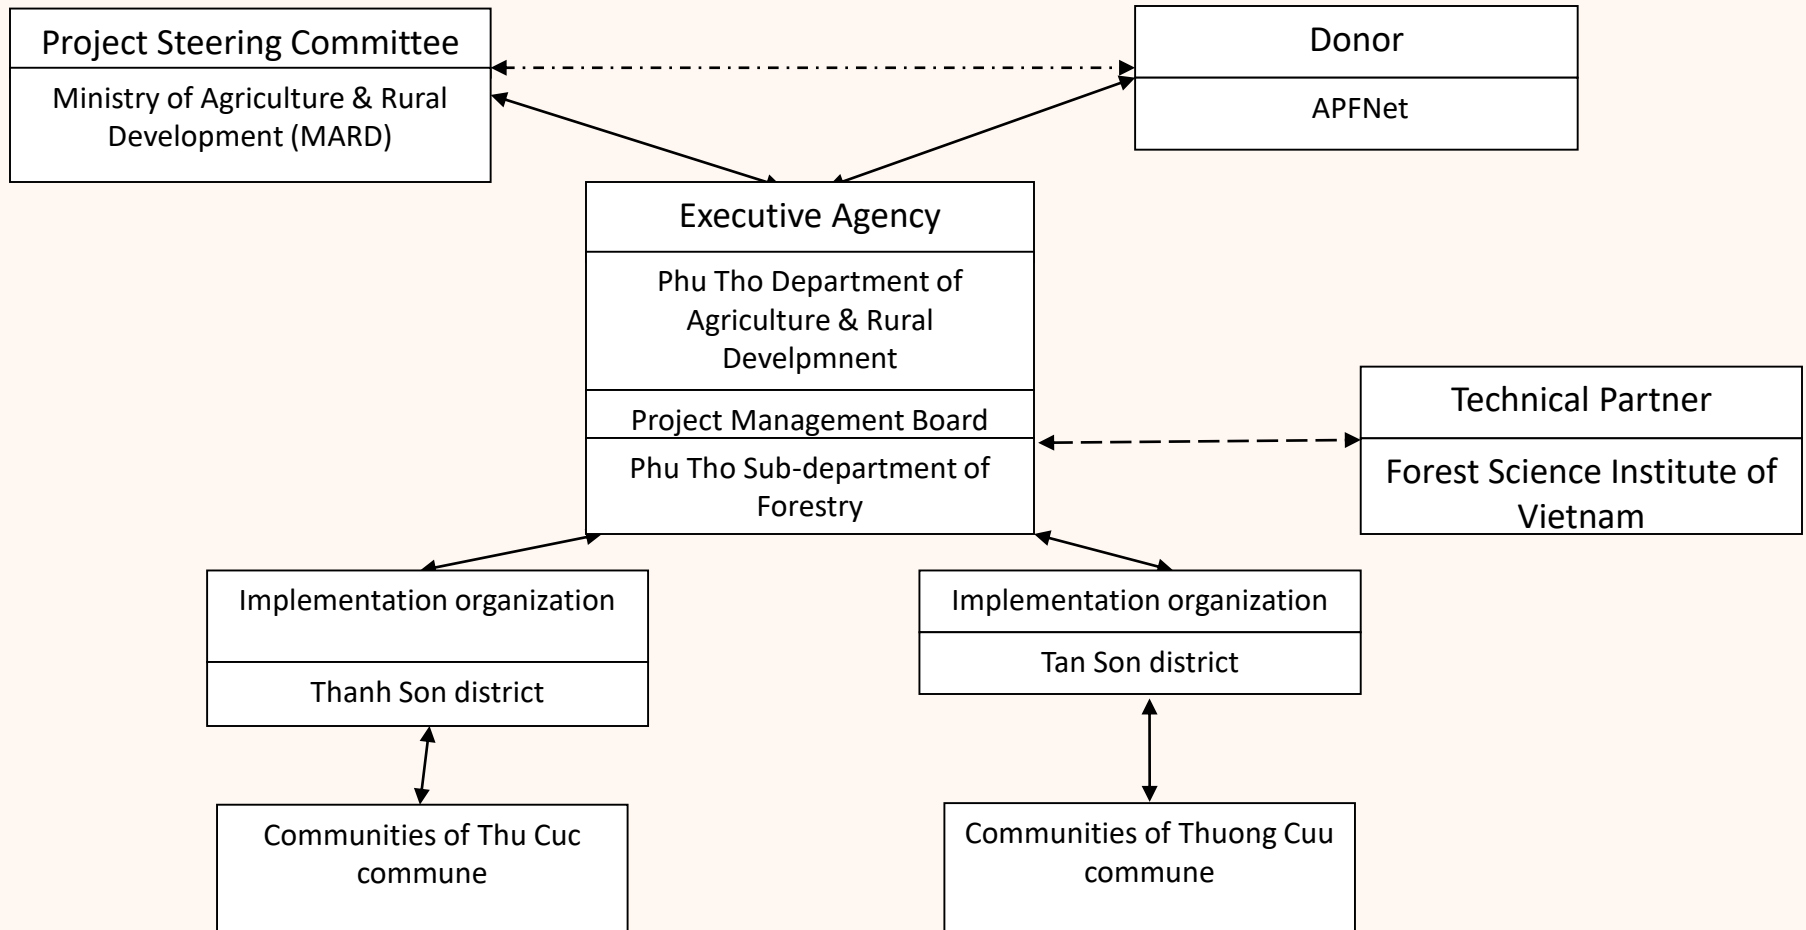 Project Steering Committee
Ministry of Agriculture & Rural
Development (MARD)
Donor
APFNet
Executive Agency
Phu Tho Department of
Agriculture & Rural
Develpmnent
Project Management Board
Phu Tho Sub-department of
Forestry
Technical Partner
Forest Science Institute of
Vietnam
Implementation organization
Thanh Son district
Implementation organization
Tan Son district
Communities of Thu Cuc
commune
Communities of Thuong Cuu
commune